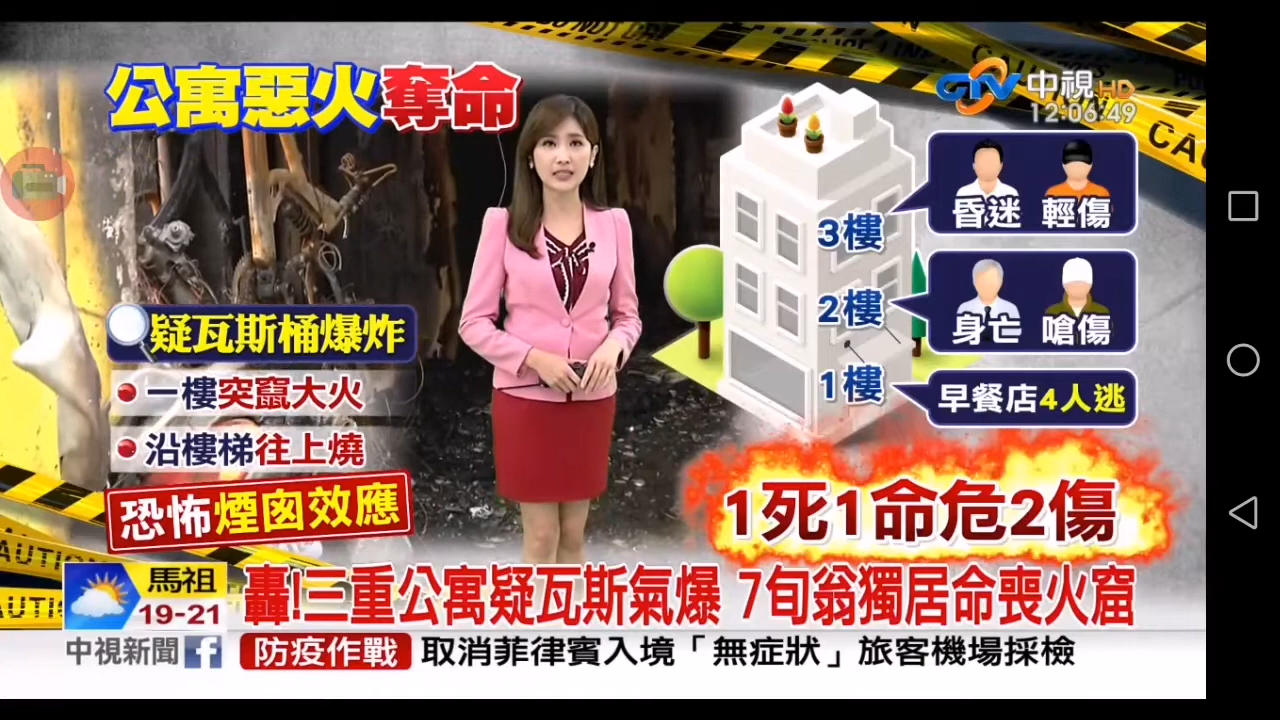 公寓惡火奪命
CTV中視HD
12:06:49
3樓
昏迷 輕傷
2樓
身亡 嗆傷
1樓
早餐店4人逃
疑瓦斯桶爆炸
一樓突竄大火
沿樓梯往上燒
恐怖煙囪效應
1死1命危2傷
馬祖
19-21
轟!三重公寓疑瓦斯氣爆 7旬翁獨居命喪火窟
中視新聞
防疫作戰 取消菲律賓入境「無症狀」旅客機場採檢